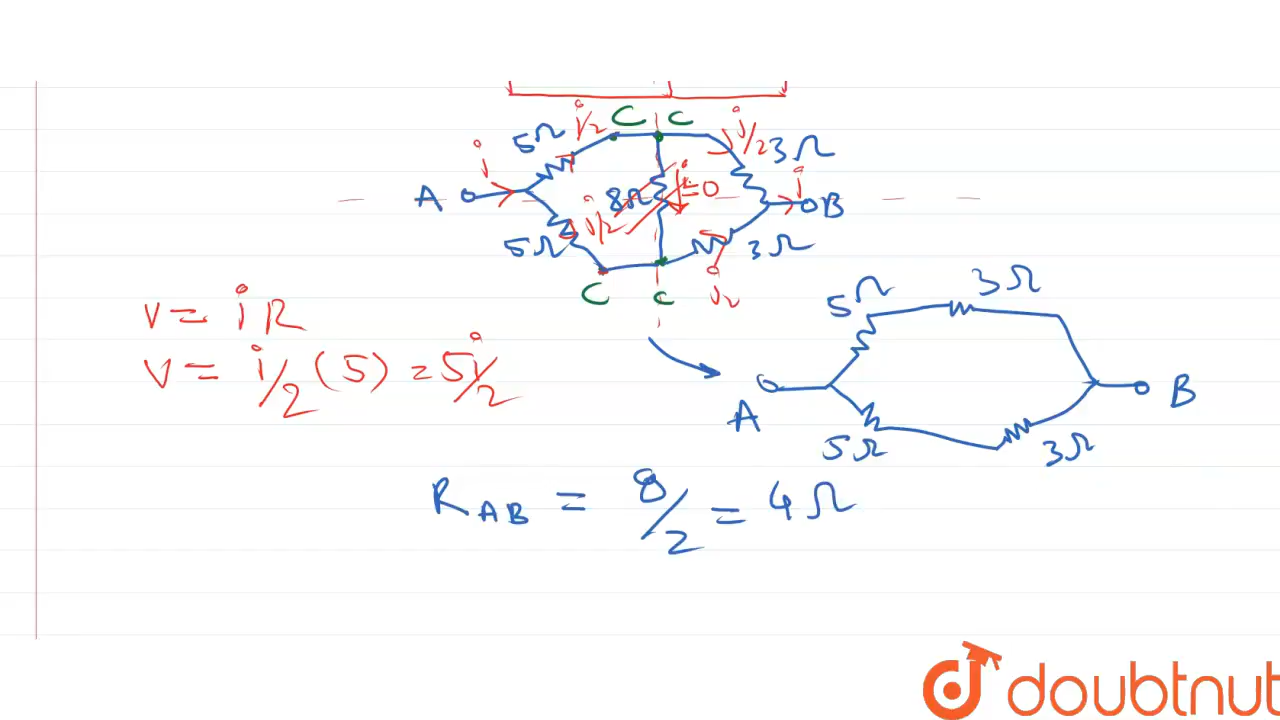 C c
5Ω i/2 i/2 3Ω
i
A 8Ω i=0 i B
i/2
5Ω 3Ω
C c i/2
V = iR
V = i/2 (5) = 5i/2
5Ω 3Ω
A B
5Ω 3Ω
R_AB = 8/2 = 4Ω
doubtnut